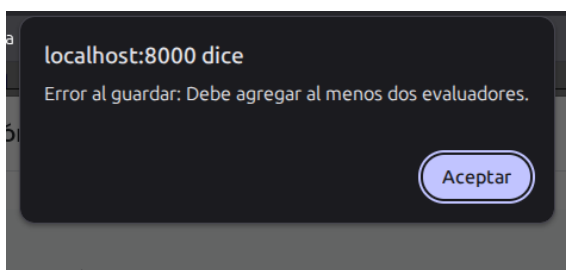 localhost:8000 dice
Error al guardar: Debe agregar al menos dos evaluadores.
Aceptar